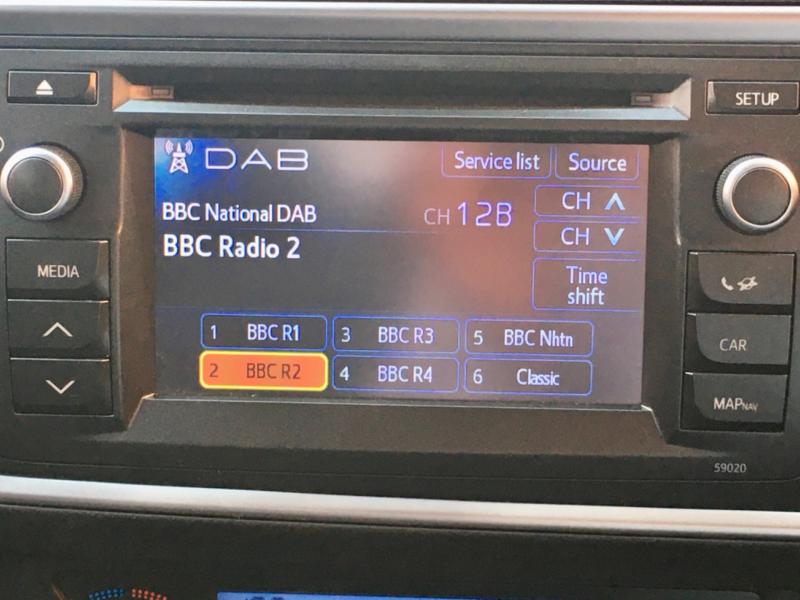 SETUP
DAB
Service list
Source
BBC National DAB
CH 12B
CH
BBC Radio 2
CH
Time
shift
MEDIA
1 BBC R1
3 BBC R3
5 BBC Nhtn
CAR
2 BBC R2
4 BBC R4
6 Classic
MAPNAV
59020